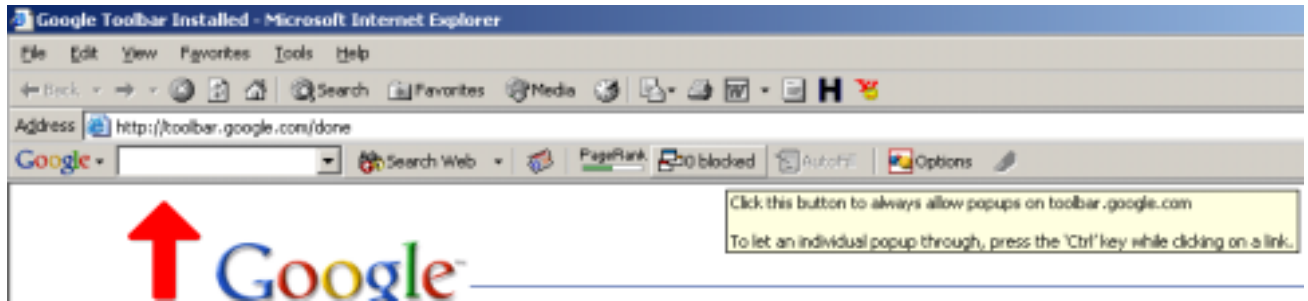 Google Toolbar Installed - Microsoft Internet Explorer
File Edit View Favorites Tools Help
Back Search Favorites Media
Address http://toolbar.google.com/done
Google Search Web PageRank 0 blocked AutoFill Options
Click this button to always allow popups on toolbar.google.com
To let an individual popup through, press the 'Ctrl' key while clicking on a link.
Google™